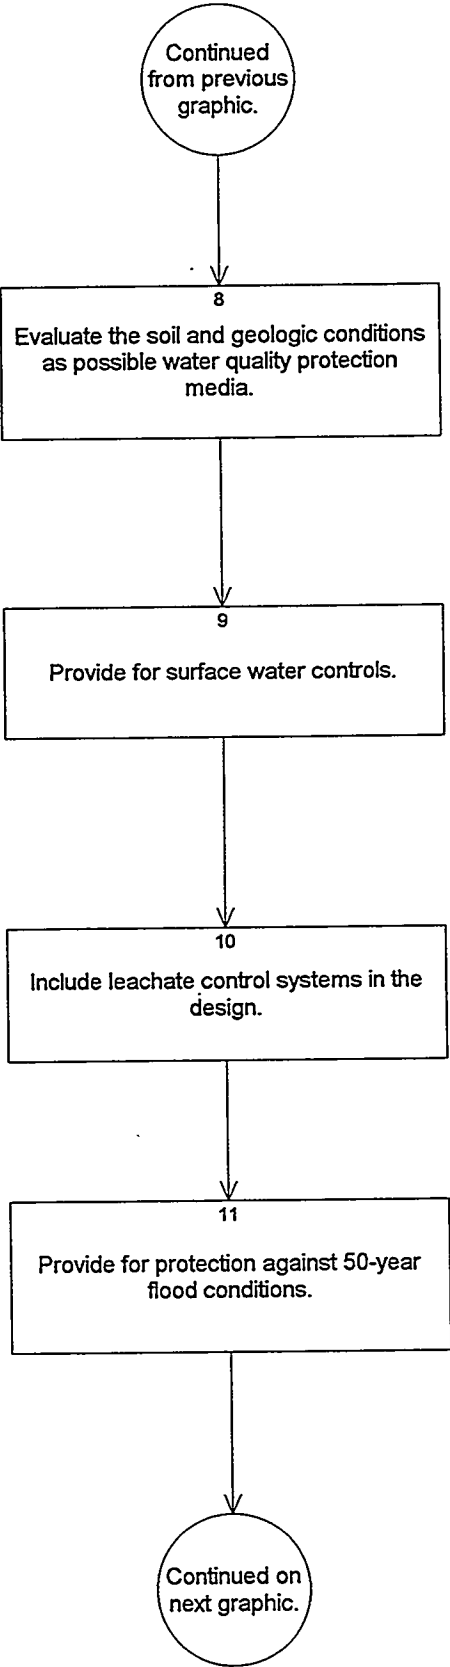 Continued
from previous
graphic.
8
Evaluate the soil and geologic conditions
as possible water quality protection
media.
9
Provide for surface water controls.
10
Include leachate control systems in the
design.
11
Provide for protection against 50-year
flood conditions.
Continued on
next graphic.